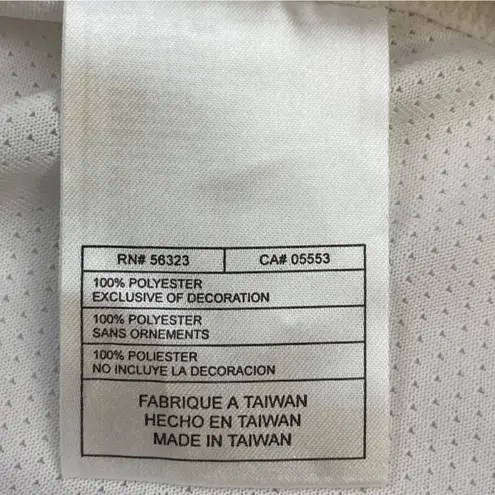 RN# 56323 CA# 05553
100% POLYESTER
EXCLUSIVE OF DECORATION
100% POLYESTER
SANS ORNEMENTS
100% POLIESTER
NO INCLUYE LA DECORACION
FABRIQUE A TAIWAN
HECHO EN TAIWAN
MADE IN TAIWAN